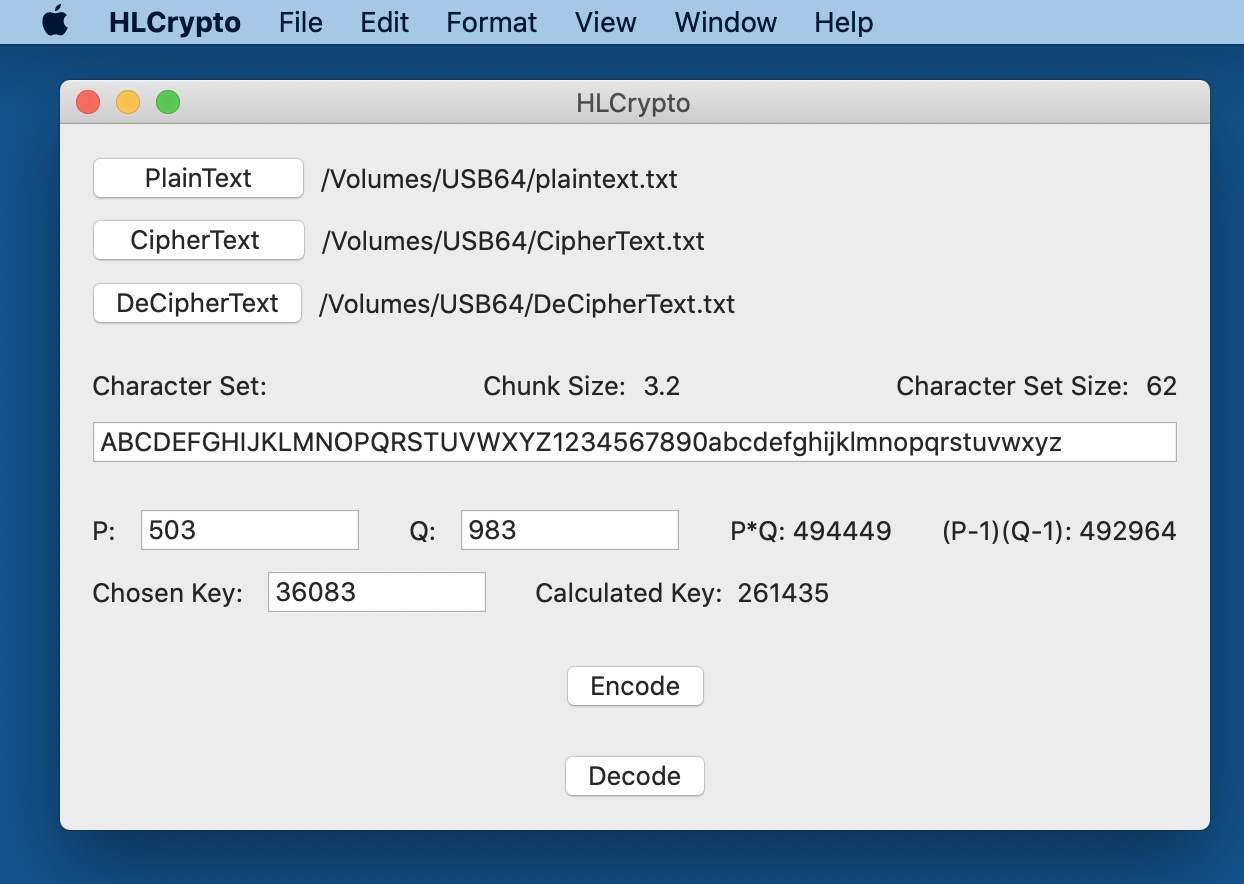 HLCrypto File Edit Format View Window Help
HLCrypto
PlainText /Volumes/USB64/plaintext.txt
CipherText /Volumes/USB64/CipherText.txt
DeCipherText /Volumes/USB64/DeCipherText.txt
Character Set: Chunk Size: 3.2 Character Set Size: 62
ABCDEFGHIJKLMNOPQRSTUVWXYZ1234567890abcdefghijklmnopqrstuvwxyz
P: 503 Q: 983 P*Q: 494449 (P-1)(Q-1): 492964
Chosen Key: 36083 Calculated Key: 261435
Encode
Decode